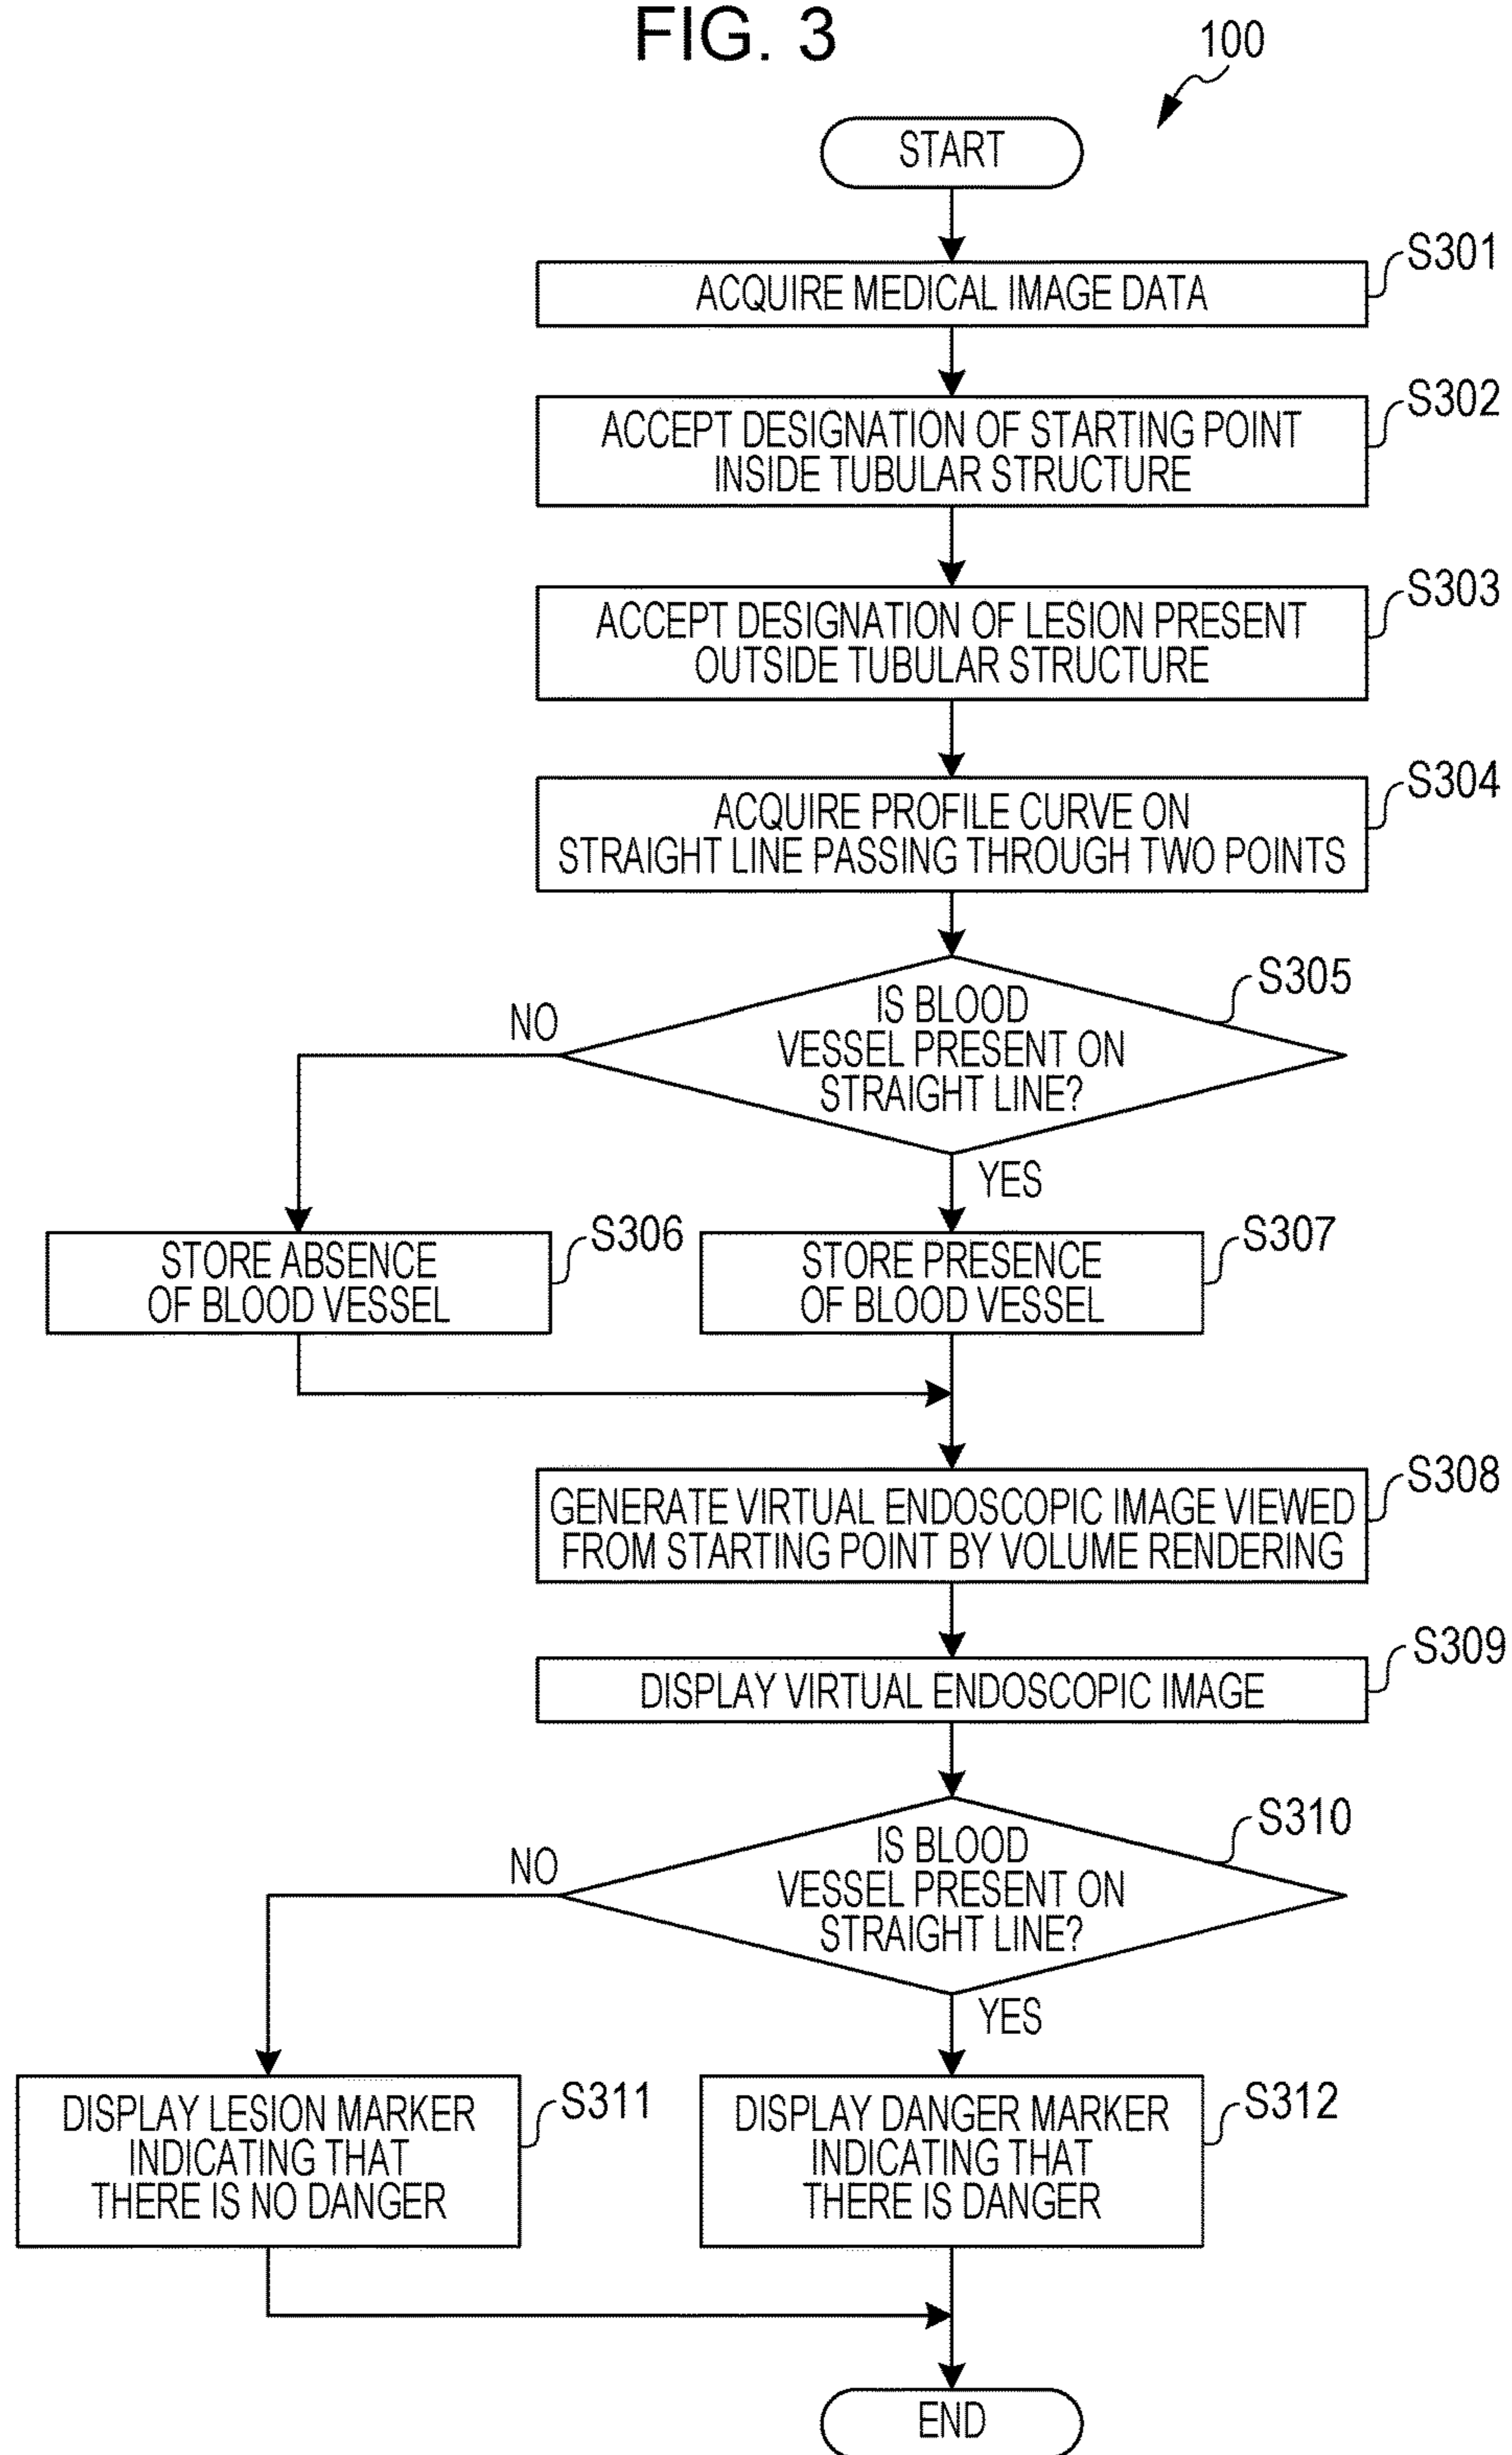 FIG. 3
100
START
S301
ACQUIRE MEDICAL IMAGE DATA
S302
ACCEPT DESIGNATION OF STARTING POINT
INSIDE TUBULAR STRUCTURE
S303
ACCEPT DESIGNATION OF LESION PRESENT
OUTSIDE TUBULAR STRUCTURE
S304
ACQUIRE PROFILE CURVE ON
STRAIGHT LINE PASSING THROUGH TWO POINTS
S305
IS BLOOD
VESSEL PRESENT ON
STRAIGHT LINE?
NO
YES
S306
STORE ABSENCE
OF BLOOD VESSEL
S307
STORE PRESENCE
OF BLOOD VESSEL
S308
GENERATE VIRTUAL ENDOSCOPIC IMAGE VIEWED
FROM STARTING POINT BY VOLUME RENDERING
S309
DISPLAY VIRTUAL ENDOSCOPIC IMAGE
S310
IS BLOOD
VESSEL PRESENT ON
STRAIGHT LINE?
NO
YES
S311
DISPLAY LESION MARKER
INDICATING THAT
THERE IS NO DANGER
S312
DISPLAY DANGER MARKER
INDICATING THAT
THERE IS DANGER
END